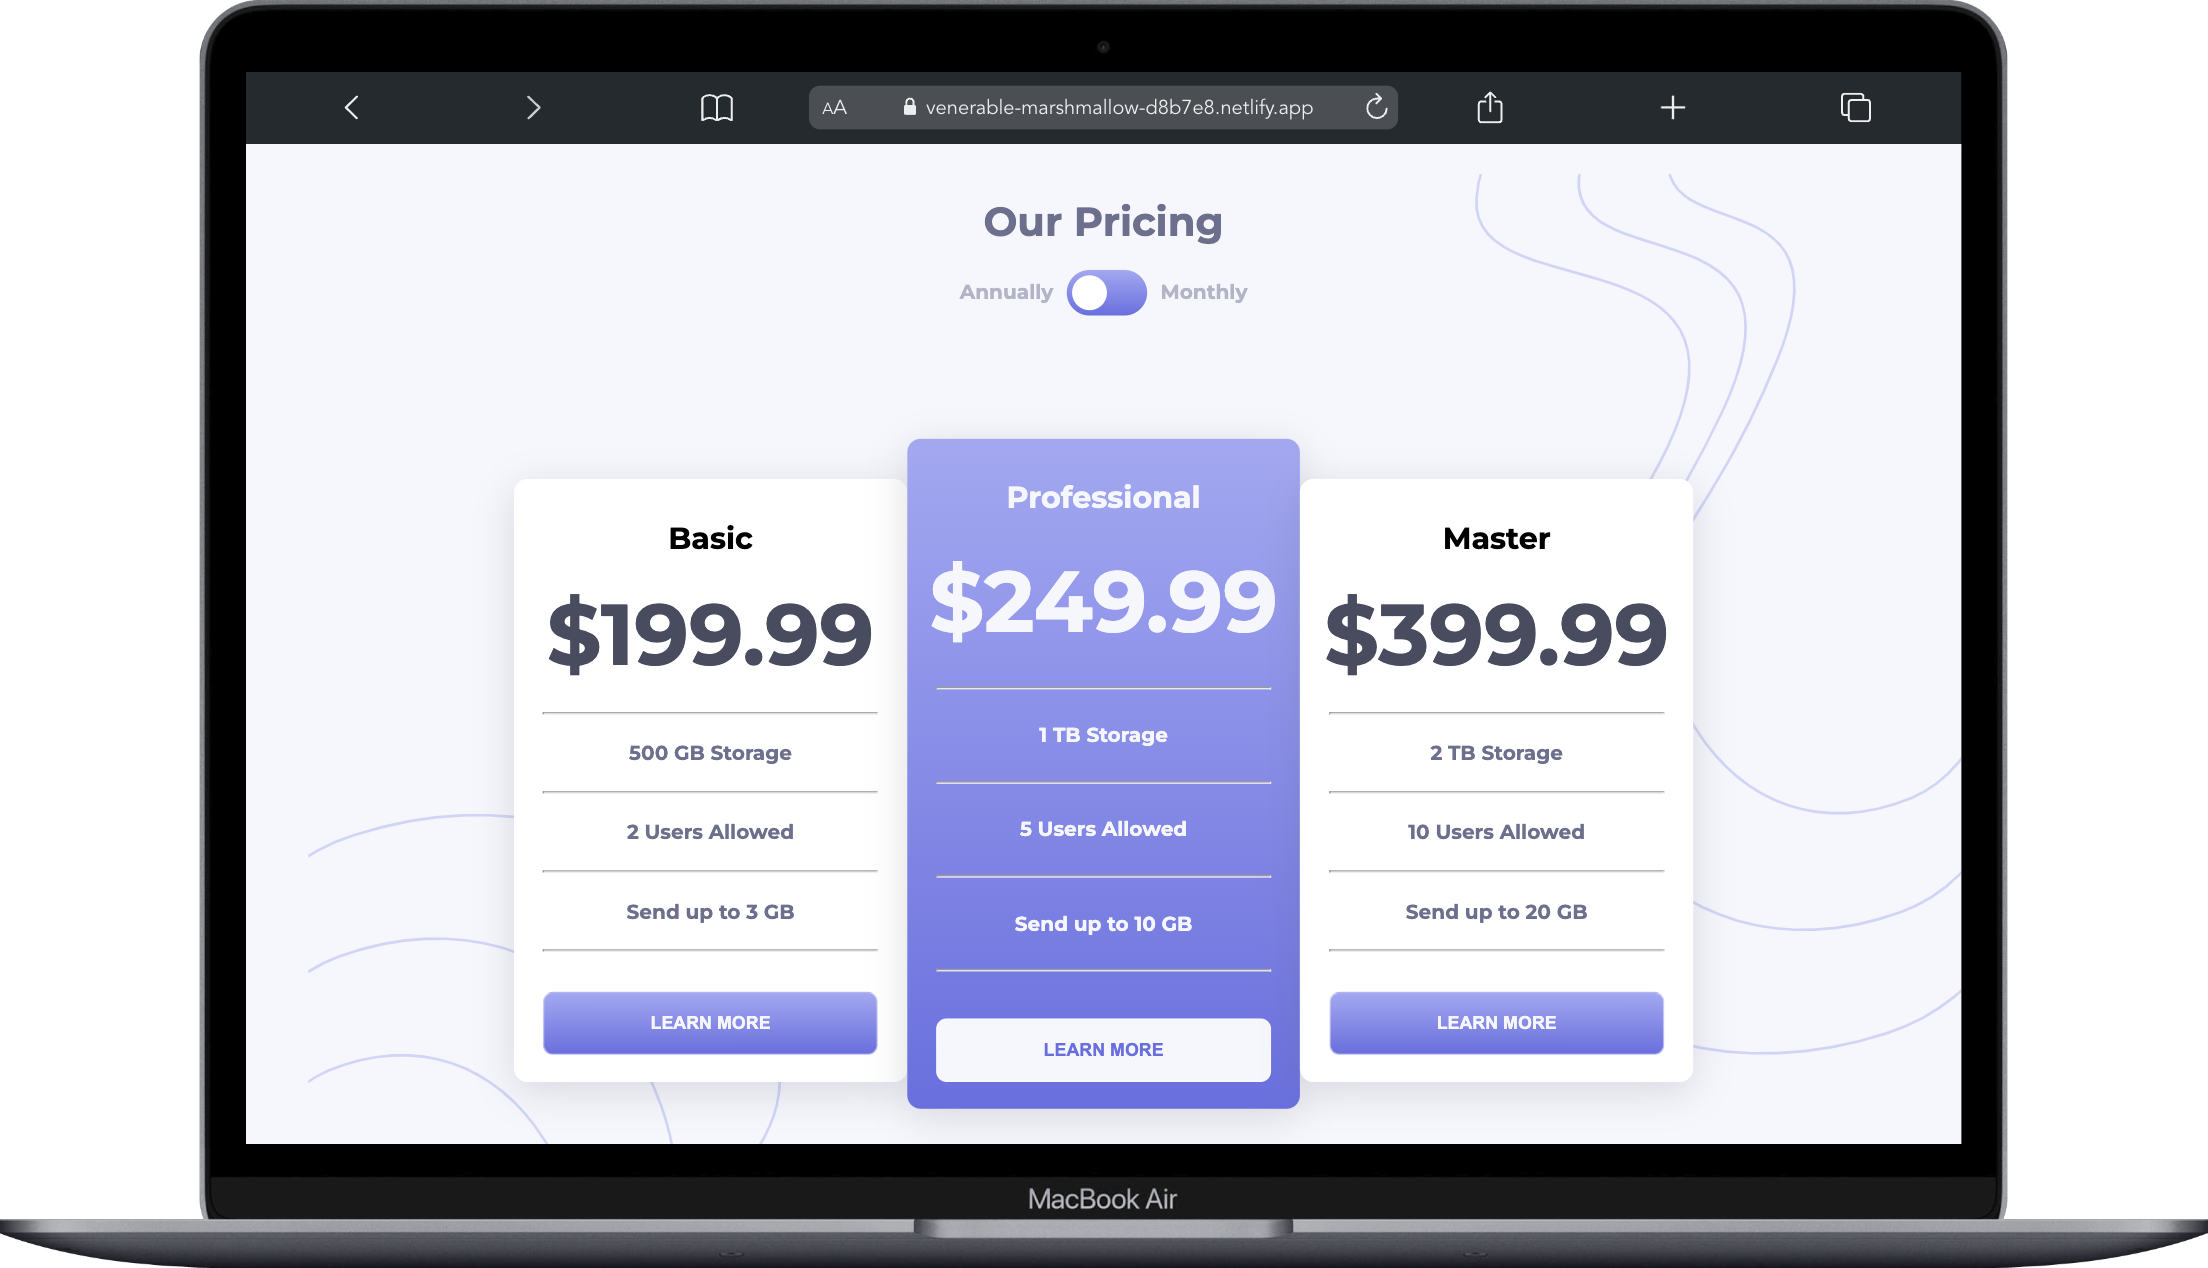 AA venerable-marshmallow-d8b7e8.netlify.app
Our Pricing
Annually Monthly
Basic
$199.99
500 GB Storage
2 Users Allowed
Send up to 3 GB
LEARN MORE
Professional
$249.99
1 TB Storage
5 Users Allowed
Send up to 10 GB
LEARN MORE
Master
$399.99
2 TB Storage
10 Users Allowed
Send up to 20 GB
LEARN MORE
MacBook Air